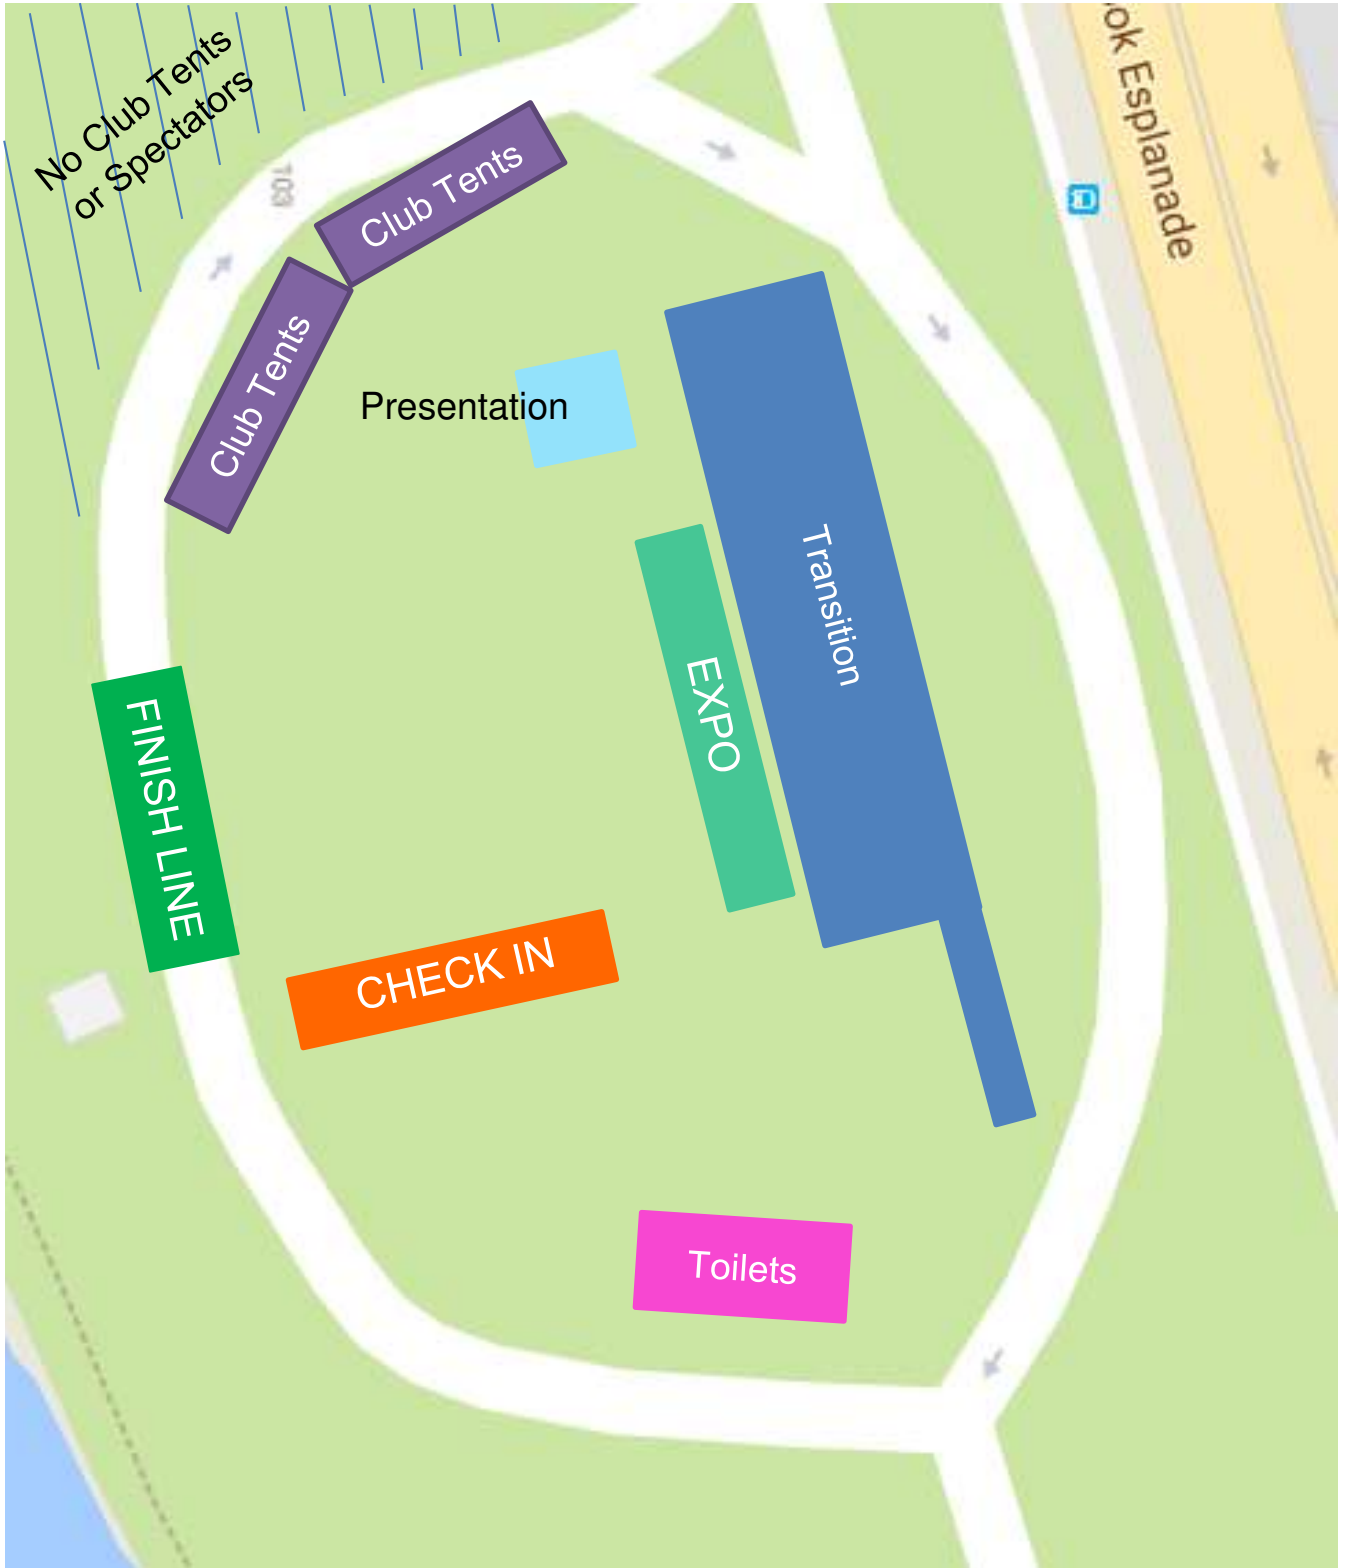 No Club Tents
or Spectators
ok Esplanade
103
Club Tents
Club Tents
Presentation
Transition
EXPO
FINISH LINE
CHECK IN
Toilets